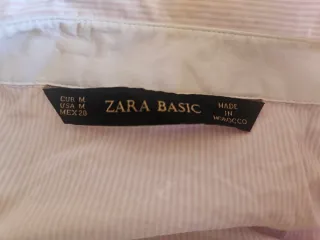 EUR M
USA M
MEX 28
ZARA BASIC
MADE
IN
MOROCCO